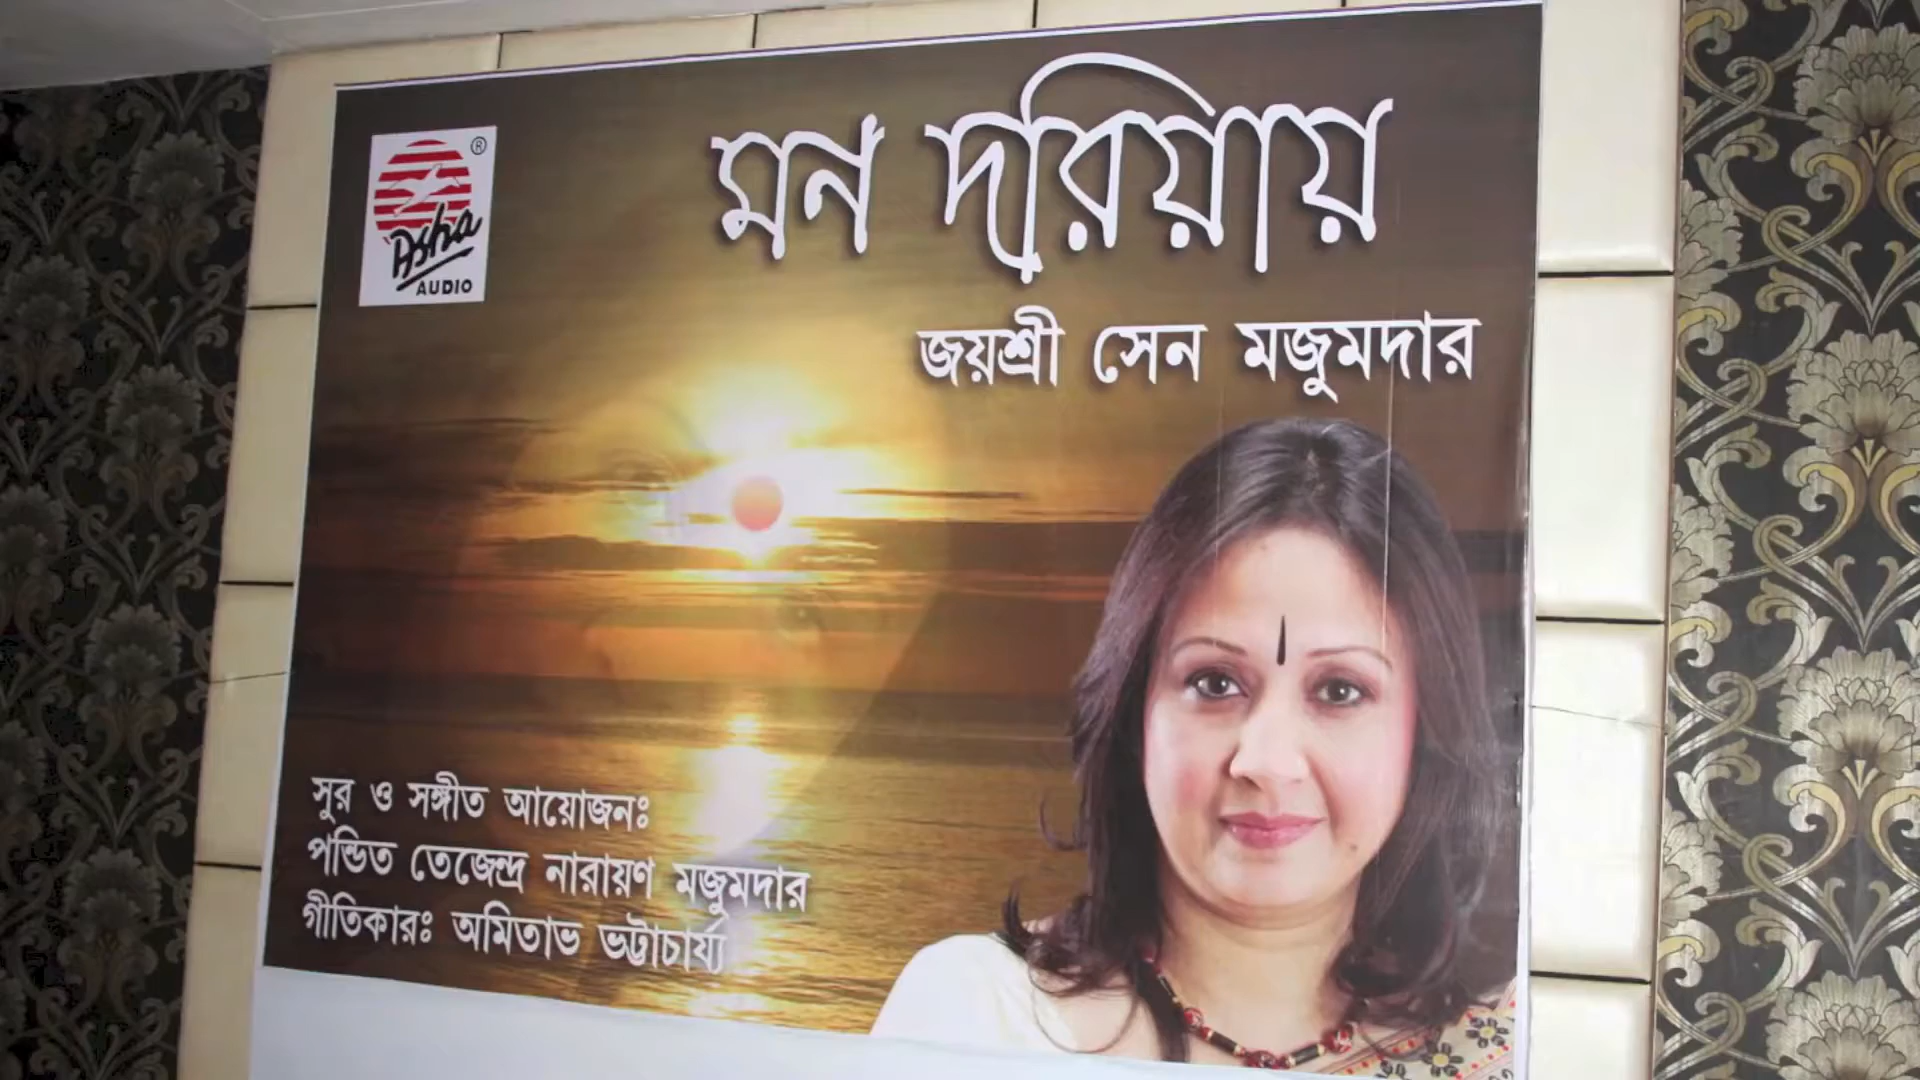 মন দরিয়ায়
®
Asha
AUDIO
জয়শ্রী সেন মজুমদার
সুর ও সঙ্গীত আয়োজনঃ
পন্ডিত তেজেন্দ্র নারায়ণ মজুমদার
গীতিকারঃ অমিতাভ ভট্টাচার্য্য